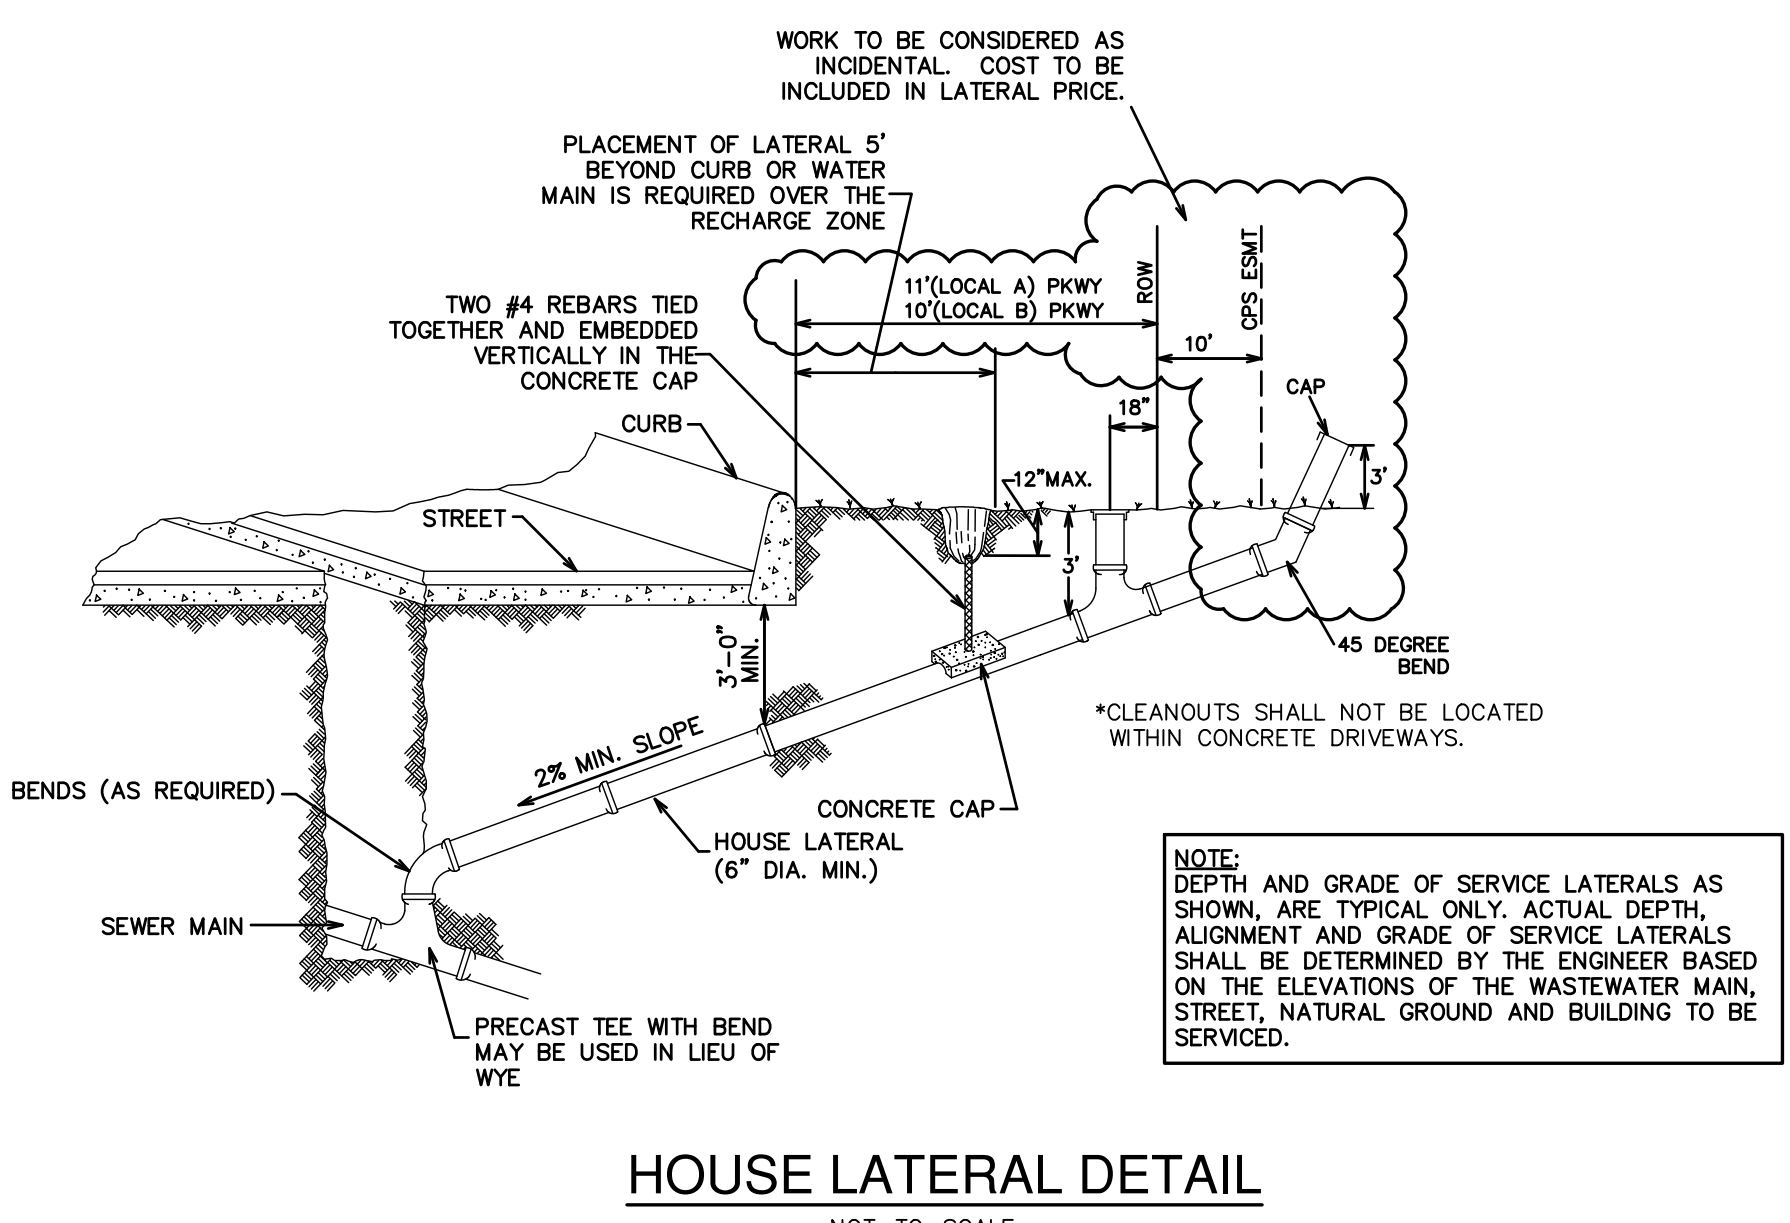 WORK TO BE CONSIDERED AS
INCIDENTAL. COST TO BE
INCLUDED IN LATERAL PRICE.
PLACEMENT OF LATERAL 5'
BEYOND CURB OR WATER
MAIN IS REQUIRED OVER THE
RECHARGE ZONE
11'(LOCAL A) PKWY
10'(LOCAL B) PKWY
ROW
CPS ESMT
TWO #4 REBARS TIED
TOGETHER AND EMBEDDED
VERTICALLY IN THE
CONCRETE CAP
10'
CAP
18"
CURB
12"MAX.
3'
STREET
3'
3'-0"
MIN.
45 DEGREE
BEND
*CLEANOUTS SHALL NOT BE LOCATED
WITHIN CONCRETE DRIVEWAYS.
2% MIN. SLOPE
BENDS (AS REQUIRED)
CONCRETE CAP
HOUSE LATERAL
(6" DIA. MIN.)
SEWER MAIN
NOTE:
DEPTH AND GRADE OF SERVICE LATERALS AS
SHOWN, ARE TYPICAL ONLY. ACTUAL DEPTH,
ALIGNMENT AND GRADE OF SERVICE LATERALS
SHALL BE DETERMINED BY THE ENGINEER BASED
ON THE ELEVATIONS OF THE WASTEWATER MAIN,
STREET, NATURAL GROUND AND BUILDING TO BE
SERVICED.
PRECAST TEE WITH BEND
MAY BE USED IN LIEU OF
WYE
HOUSE LATERAL DETAIL
NOT TO SCALE